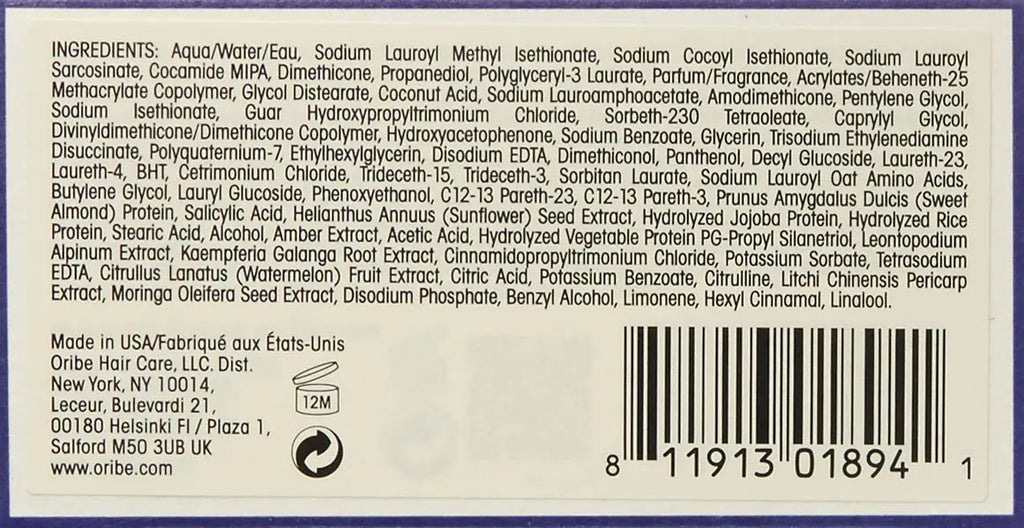 INGREDIENTS: Aqua/Water/Eau, Sodium Lauroyl Methyl Isethionate, Sodium Cocoyl Isethionate, Sodium Lauroyl
Sarcosinate, Cocamide MIPA, Dimethicone, Propanediol, Polyglyceryl-3 Laurate, Parfum/Fragrance, Acrylates/Beheneth-25
Methacrylate Copolymer, Glycol Distearate, Coconut Acid, Sodium Lauroamphoacetate, Amodimethicone, Pentylene Glycol,
Sodium Isethionate, Guar Hydroxypropyltrimonium Chloride, Sorbeth-230 Tetraoleate, Caprylyl Glycol,
Divinyldimethicone/Dimethicone Copolymer, Hydroxyacetophenone, Sodium Benzoate, Glycerin, Trisodium Ethylenediamine
Disuccinate, Polyquaternium-7, Ethylhexylglycerin, Disodium EDTA, Dimethiconol, Panthenol, Decyl Glucoside, Laureth-23,
Laureth-4, BHT, Cetrimonium Chloride, Trideceth-15, Trideceth-3, Sorbitan Laurate, Sodium Lauroyl Oat Amino Acids,
Butylene Glycol, Lauryl Glucoside, Phenoxyethanol, C12-13 Pareth-23, C12-13 Pareth-3, Prunus Amygdalus Dulcis (Sweet
Almond) Protein, Salicylic Acid, Helianthus Annuus (Sunflower) Seed Extract, Hydrolyzed Jojoba Protein, Hydrolyzed Rice
Protein, Stearic Acid, Alcohol, Amber Extract, Acetic Acid, Hydrolyzed Vegetable Protein PG-Propyl Silanetriol, Leontopodium
Alpinum Extract, Kaempferia Galanga Root Extract, Cinnamidopropyltrimonium Chloride, Potassium Sorbate, Tetrasodium
EDTA, Citrullus Lanatus (Watermelon) Fruit Extract, Citric Acid, Potassium Benzoate, Citrulline, Litchi Chinensis Pericarp
Extract, Moringa Oleifera Seed Extract, Disodium Phosphate, Benzyl Alcohol, Limonene, Hexyl Cinnamal, Linalool.
Made in USA/Fabriqué aux États-Unis
Oribe Hair Care, LLC. Dist.
New York, NY 10014,
Leceur, Bulevardi 21,
00180 Helsinki FI / Plaza 1,
Salford M50 3UB UK
www.oribe.com
12M
8 11913 01894 1